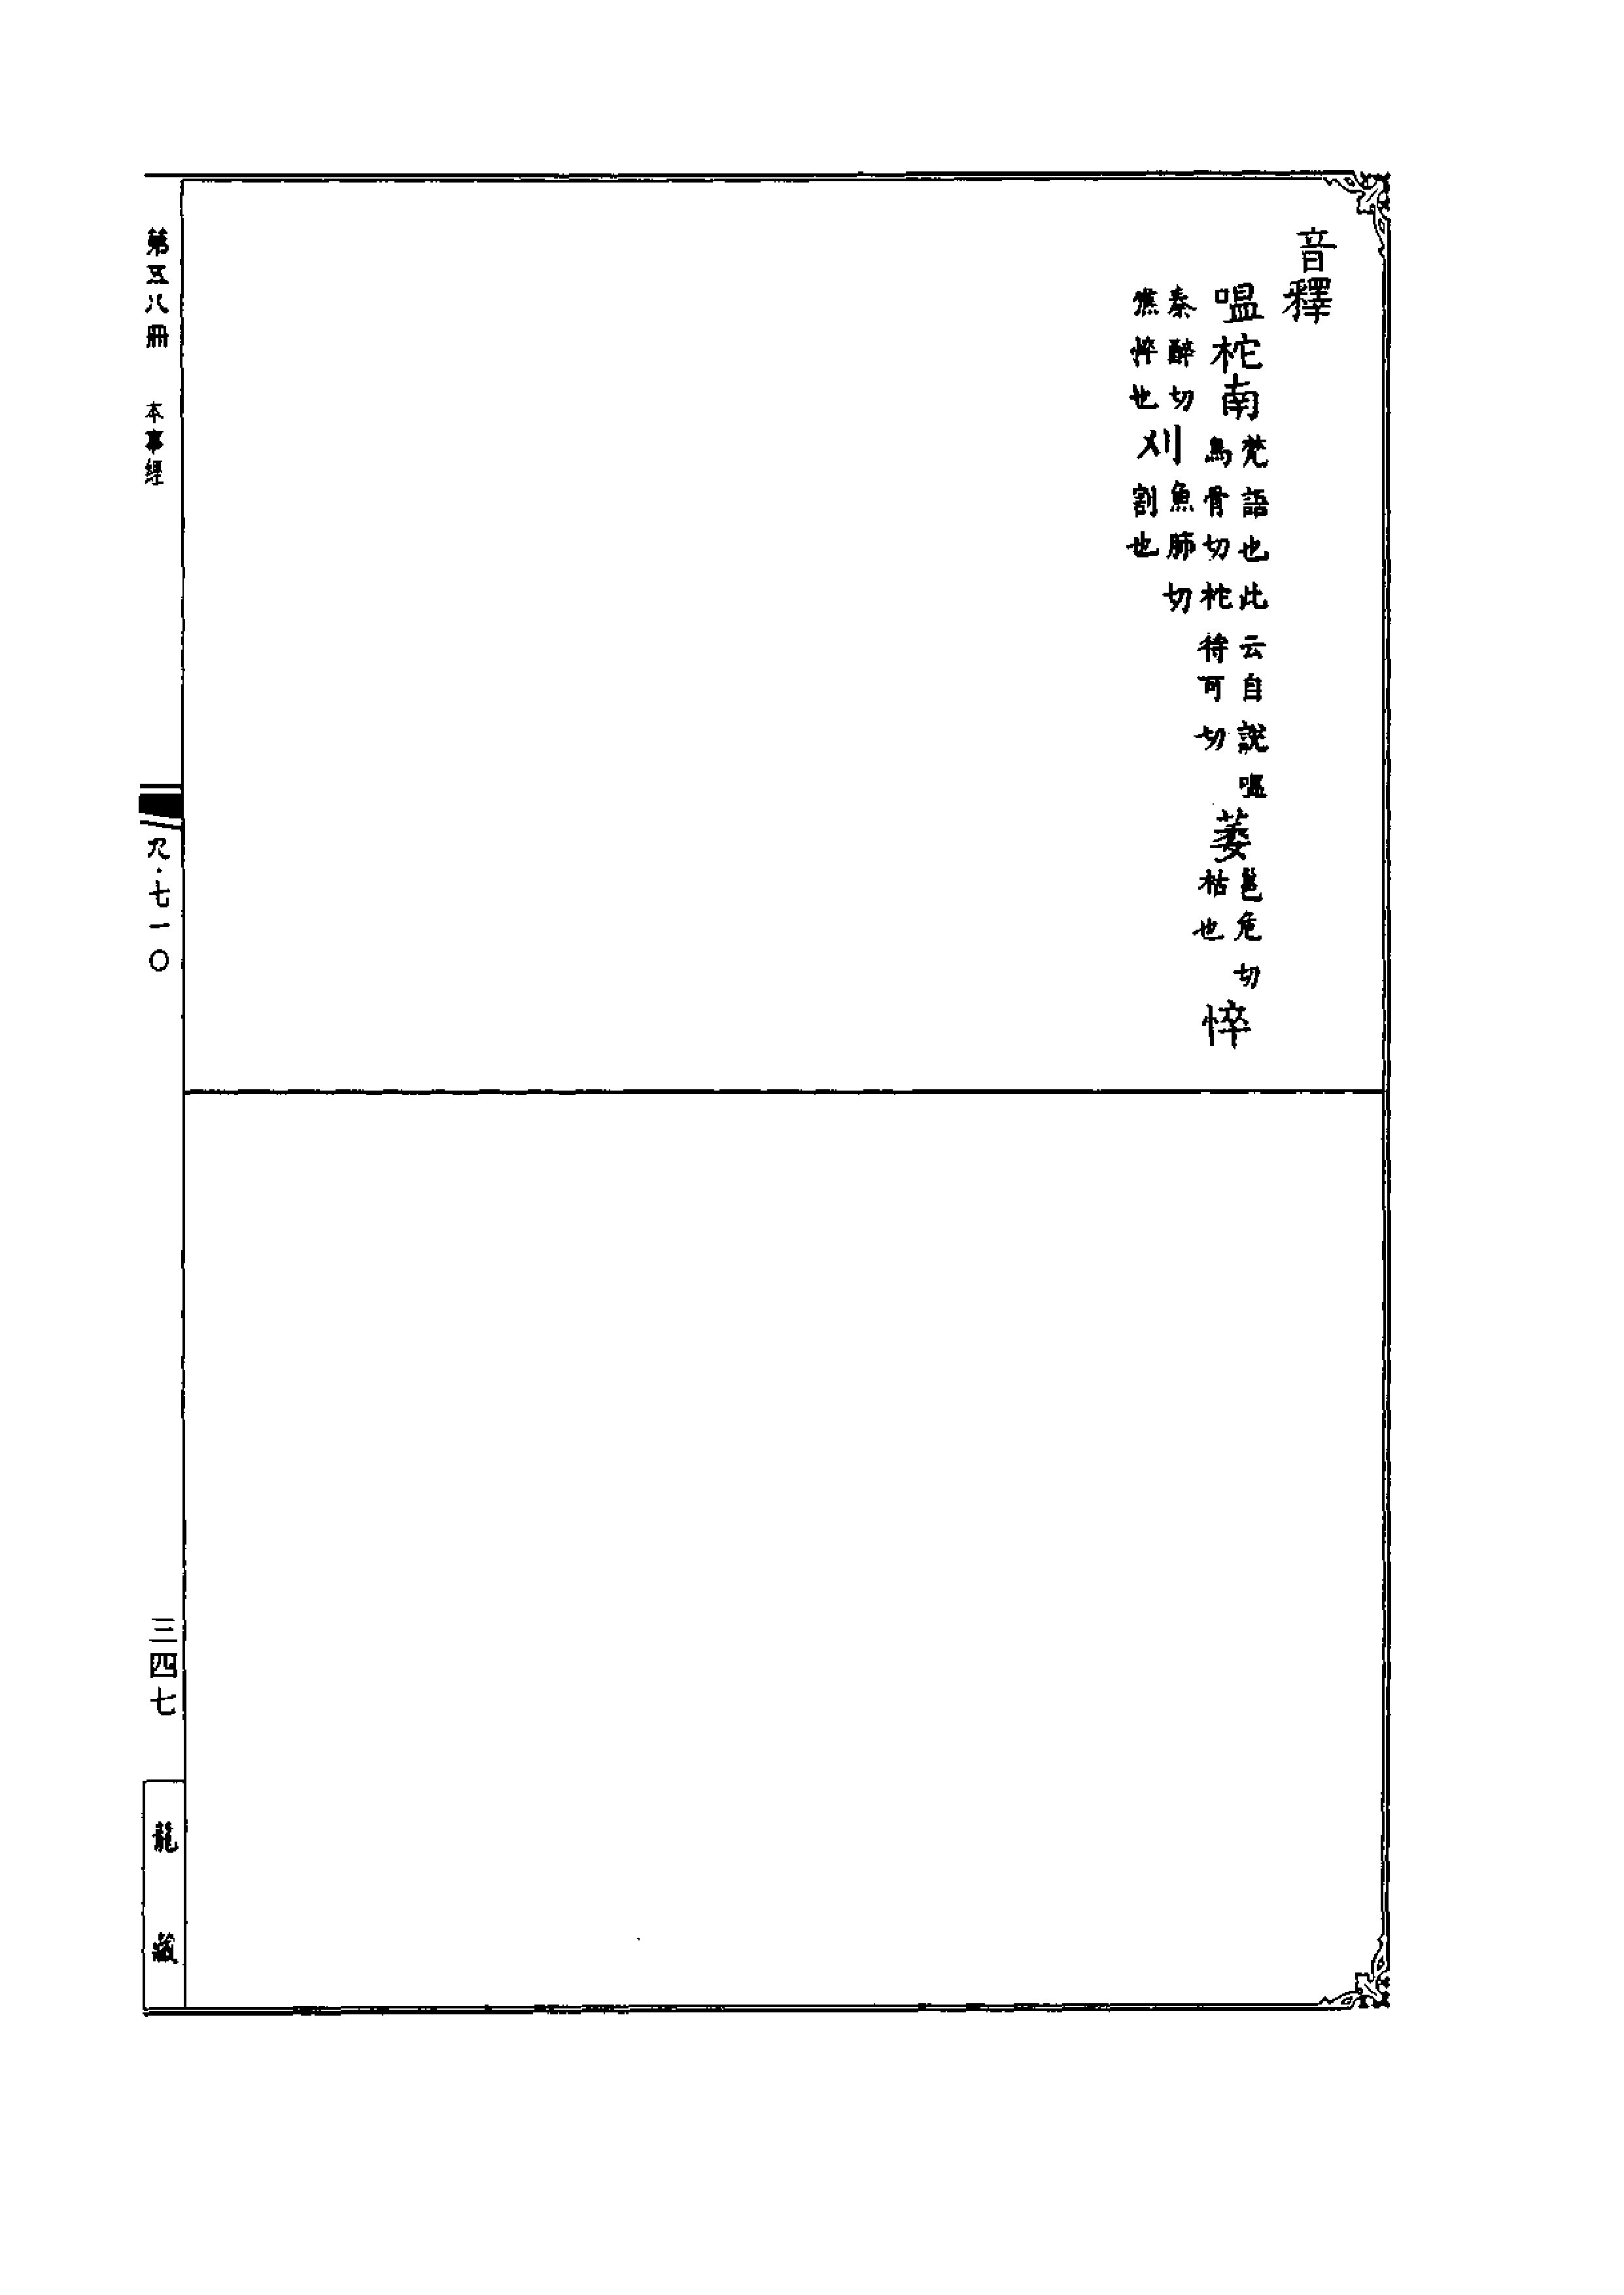 音釋
嗢柁南梵語也此云自說嗢烏骨切柁待可切萎邕危切枯也悴
秦醉切憔悴也刈魚肺切割也
第五八冊　本事經
九·七一〇
三四七
龍藏